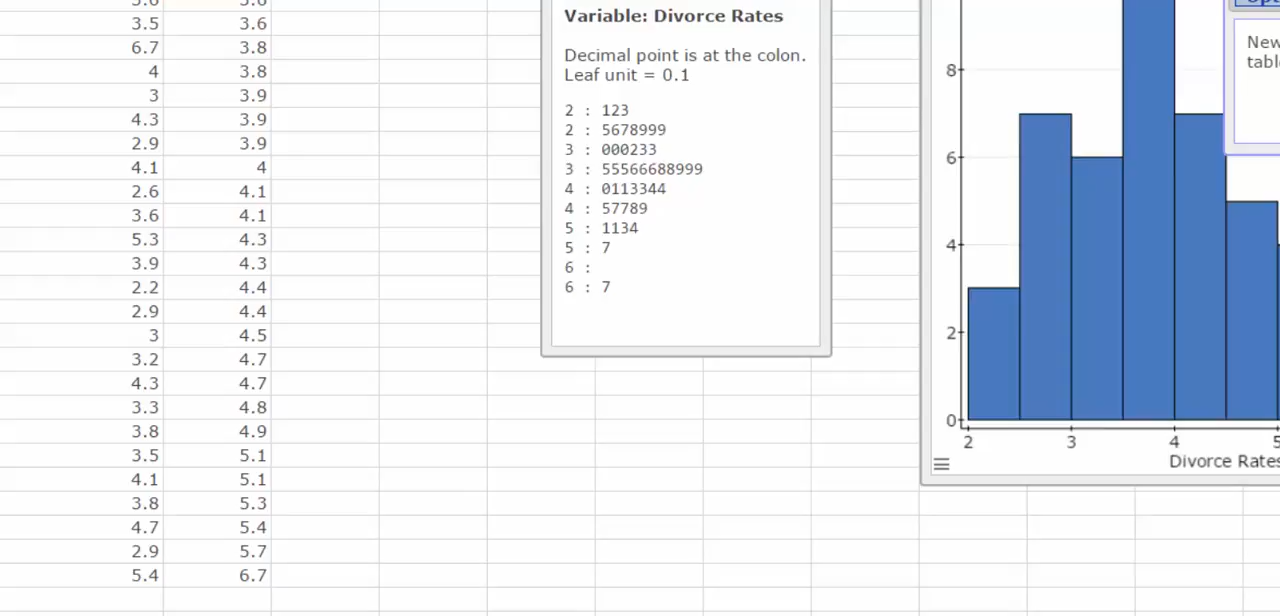 3.5 3.6
6.7 3.8
4 3.8
3 3.9
4.3 3.9
2.9 3.9
4.1 4
2.6 4.1
3.6 4.1
5.3 4.3
3.9 4.3
2.2 4.4
2.9 4.4
3 4.5
3.2 4.7
4.3 4.7
3.3 4.8
3.8 4.9
3.5 5.1
4.1 5.1
3.8 5.3
4.7 5.4
2.9 5.7
5.4 6.7
Variable: Divorce Rates
Decimal point is at the colon.
Leaf unit = 0.1
2 : 123
2 : 5678999
3 : 000233
3 : 55566688999
4 : 0113344
4 : 57789
5 : 1134
5 : 7
6 :
6 : 7
8
6
4
2
0
2 3 4 5
Divorce Rates
New